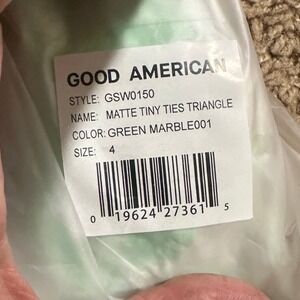 GOOD AMERICAN
STYLE: GSW0150
NAME: MATTE TINY TIES TRIANGLE
COLOR: GREEN MARBLE001
SIZE: 4
0 19624 27361 5